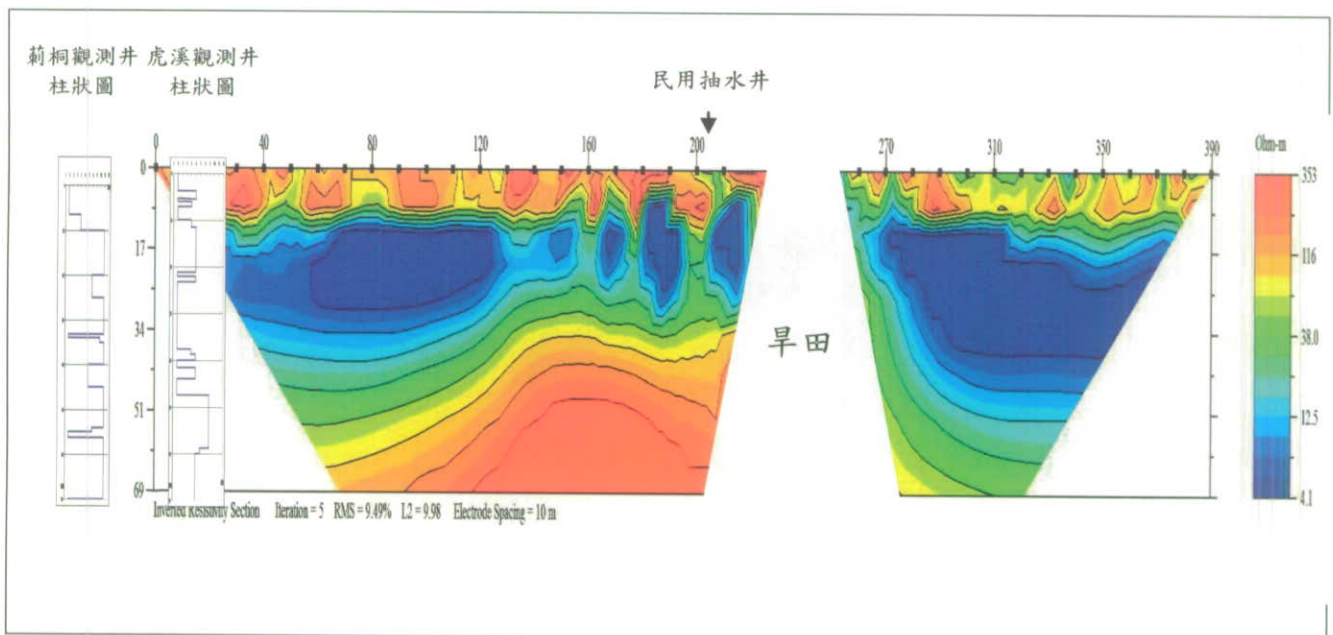 莿桐觀測井 虎溪觀測井
柱狀圖 柱狀圖
民用抽水井
0 40 80 120 160 200 270 310 350 390 Ohm-m
0 353
17 116
34 38.0
旱田
51 12.5
69 4.1
Inverted Resistivity Section Iteration = 5 RMS = 9.49% L2 = 9.98 Electrode Spacing = 10 m